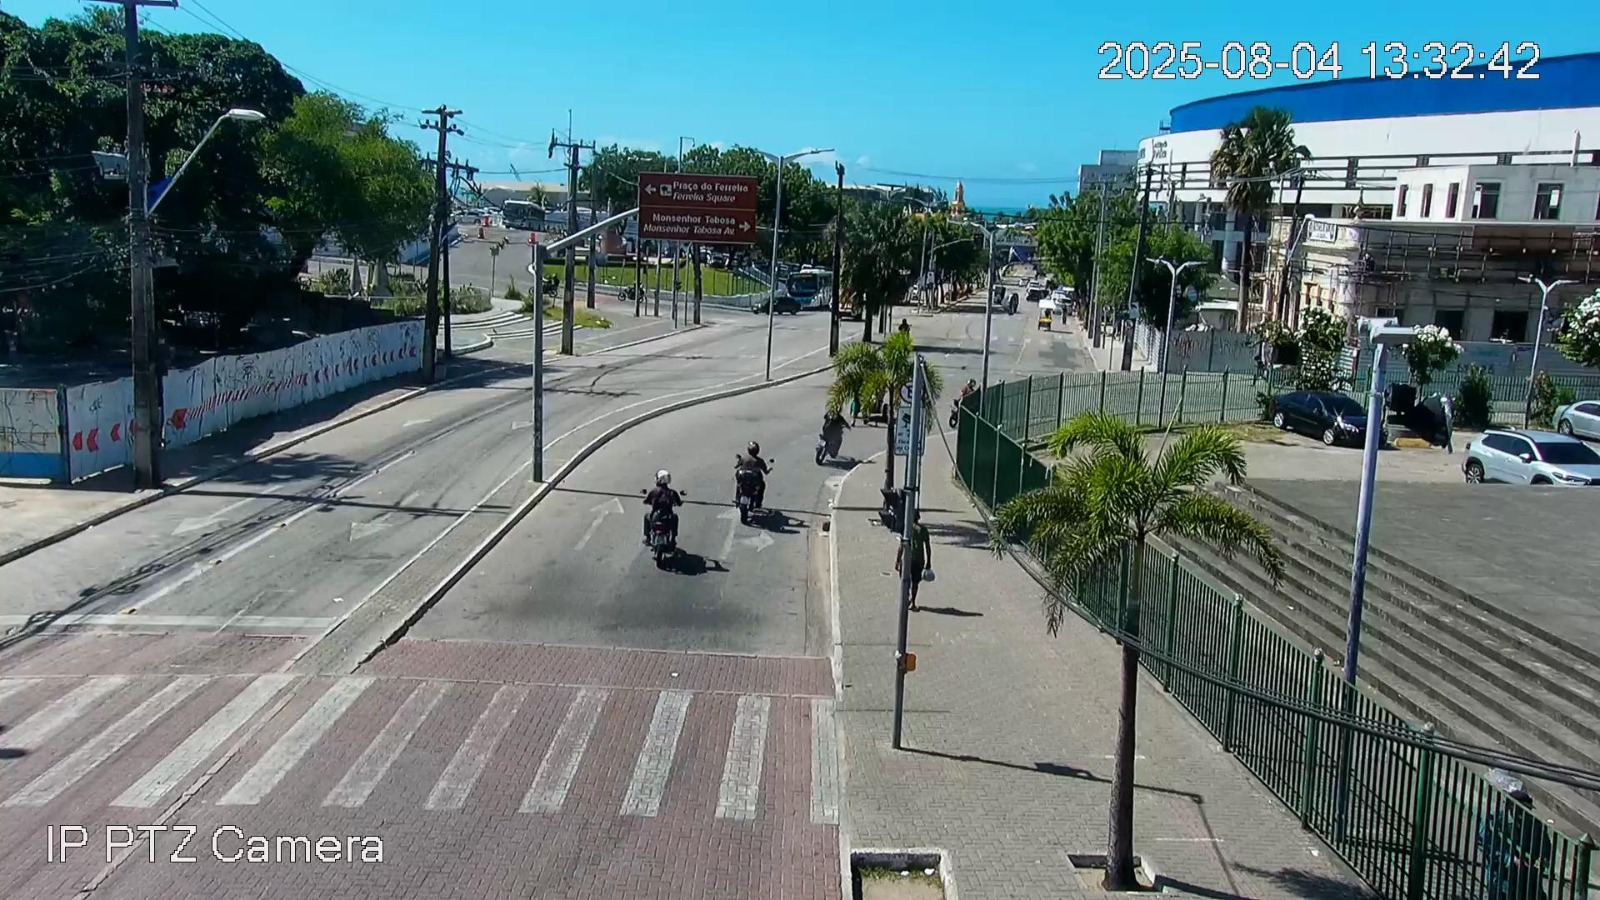 2025-08-04 13:32:42
Praça do Ferreira
Ferreira Square
Monsenhor Tabosa
Monsenhor Tabosa Av.
IP PTZ Camera